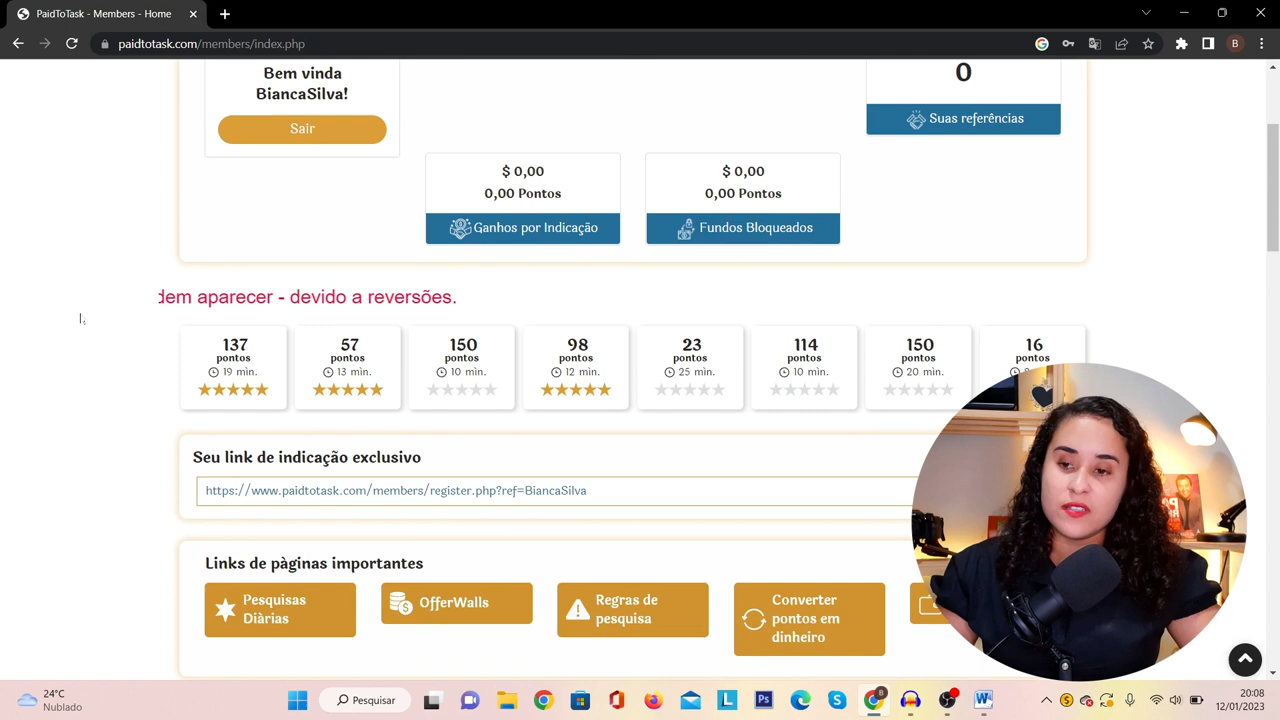 PaidToTask - Members - Home
paidtotask.com/members/index.php
B
Bem vinda
BiancaSilva!
Sair
0
Suas referências
$ 0,00
0,00 Pontos
Ganhos por Indicação
$ 0,00
0,00 Pontos
Fundos Bloqueados
dem aparecer - devido a reversões.
137
pontos
19 min.
57
pontos
13 min.
150
pontos
10 min.
98
pontos
12 min.
23
pontos
25 min.
114
pontos
10 min.
150
pontos
20 min.
16
pontos
Seu link de indicação exclusivo
https://www.paidtotask.com/members/register.php?ref=BiancaSilva
Links de pàginas importantes
Pesquisas
Diàrias
OfferWalls
Regras de
pesquisa
Converter
pontos em
dinheiro
24°C
Nublado
Pesquisar
20:08
12/01/2023